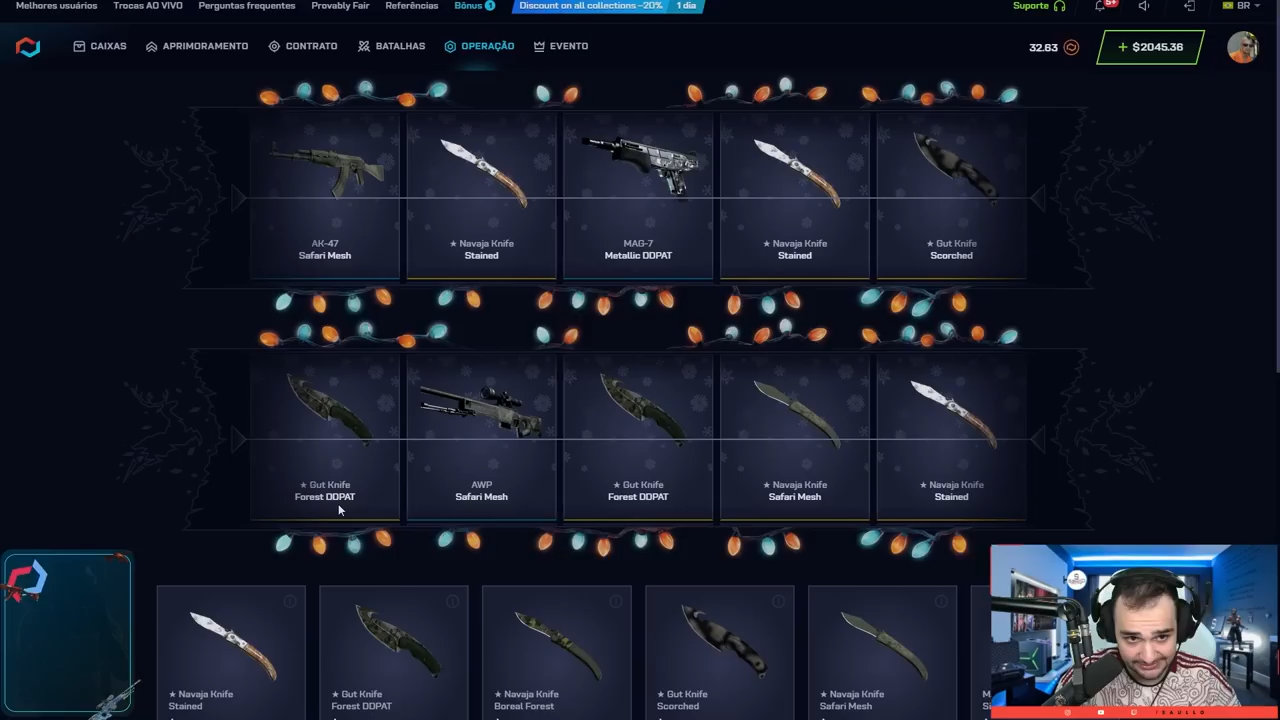 Melhores usuários Trocas AO VIVO Perguntas frequentes Provably Fair Referências Bônus 1 Discount on all collections -20% 1 dia Suporte 5+ BR
CAIXAS APRIMORAMENTO CONTRATO BATALHAS OPERAÇÃO EVENTO 32.63 + $2045.36
AK-47 ★ Navaja Knife MAG-7 ★ Navaja Knife ★ Gut Knife
Safari Mesh Stained Metallic DDPAT Stained Scorched
★ Gut Knife AWP ★ Gut Knife ★ Navaja Knife ★ Navaja Knife
Forest DDPAT Safari Mesh Forest DDPAT Safari Mesh Stained
★ Navaja Knife ★ Gut Knife ★ Navaja Knife ★ Gut Knife ★ Navaja Knife
Stained Forest DDPAT Boreal Forest Scorched Safari Mesh